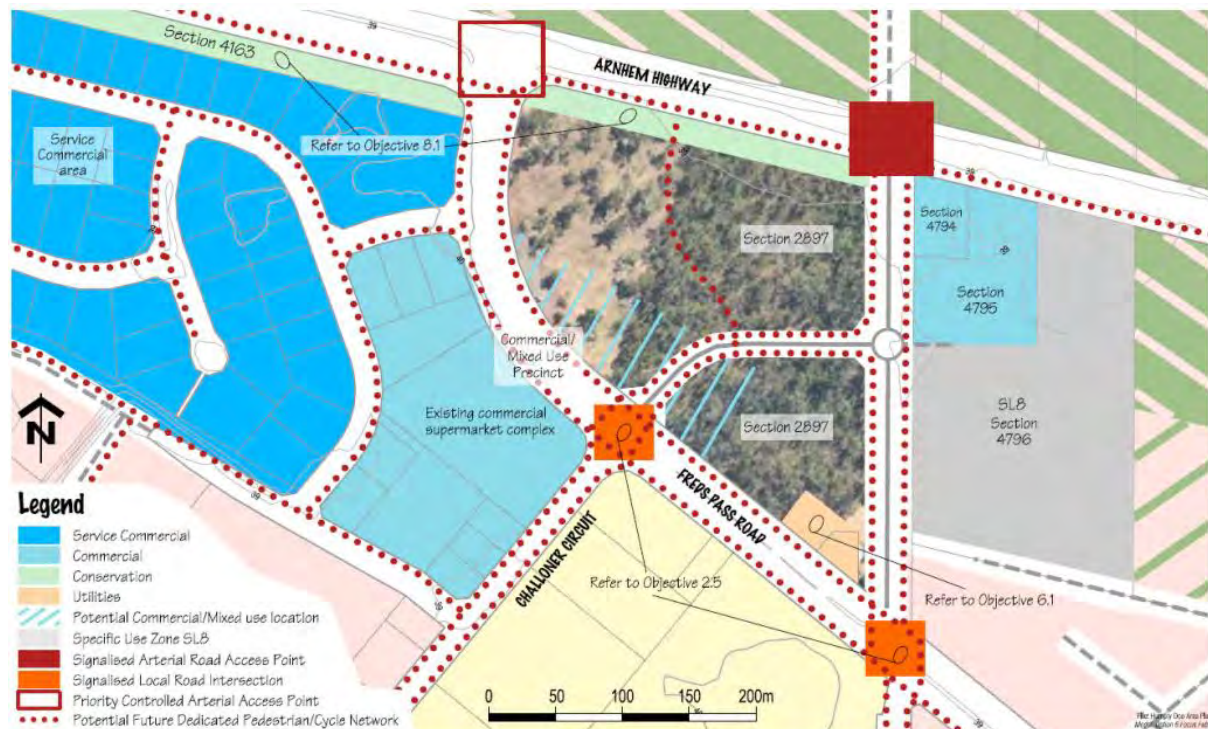 Section 4163
ARNHEM HIGHWAY
Refer to Objective 8.1
Service
Commercial
area
Section 2897
Section
4794
Section
4795
Commercial/
Mixed Use
Precinct
Existing commercial
supermarket complex
SL8
Section
4796
Section 2897
N
FREDS PASS ROAD
CHALLONER CIRCUIT
Refer to Objective 2.5
Refer to Objective 6.1
Legend
Service Commercial
Commercial
Conservation
Utilities
Potential Commercial/Mixed use location
Specific Use Zone SL8
Signalised Arterial Road Access Point
Signalised Local Road Intersection
Priority Controlled Arterial Access Point
Potential Future Dedicated Pedestrian/Cycle Network
0 50 100 150 200m